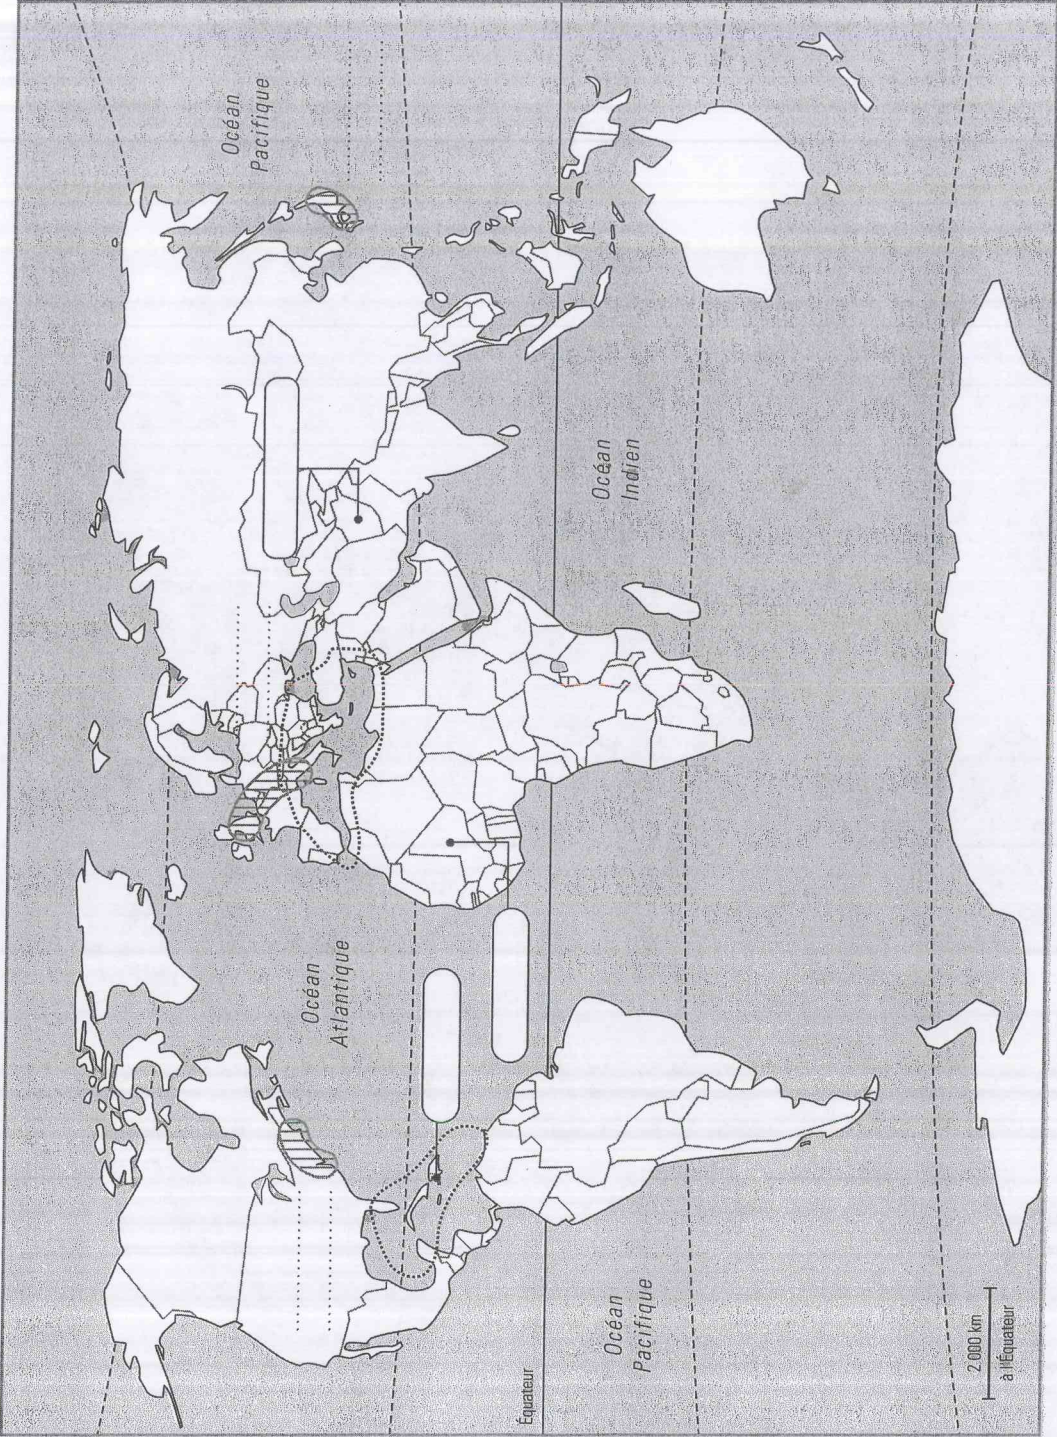 Océan
Pacifique
Océan
Atlantique
Océan
Indien
Équateur
Océan
Pacifique
2 000 km
à l'Équateur